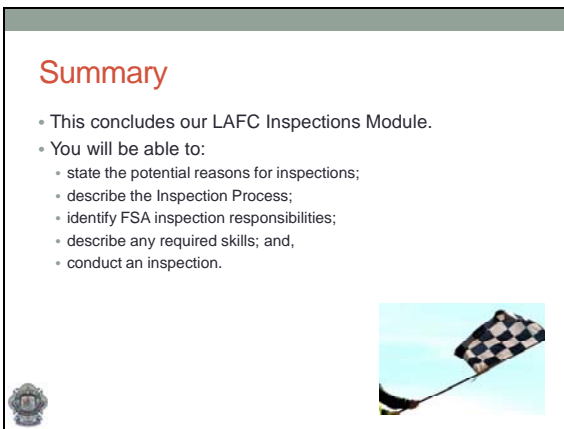 Summary
• This concludes our LAFC Inspections Module.
• You will be able to:
• state the potential reasons for inspections;
• describe the Inspection Process;
• identify FSA inspection responsibilities;
• describe any required skills; and,
• conduct an inspection.